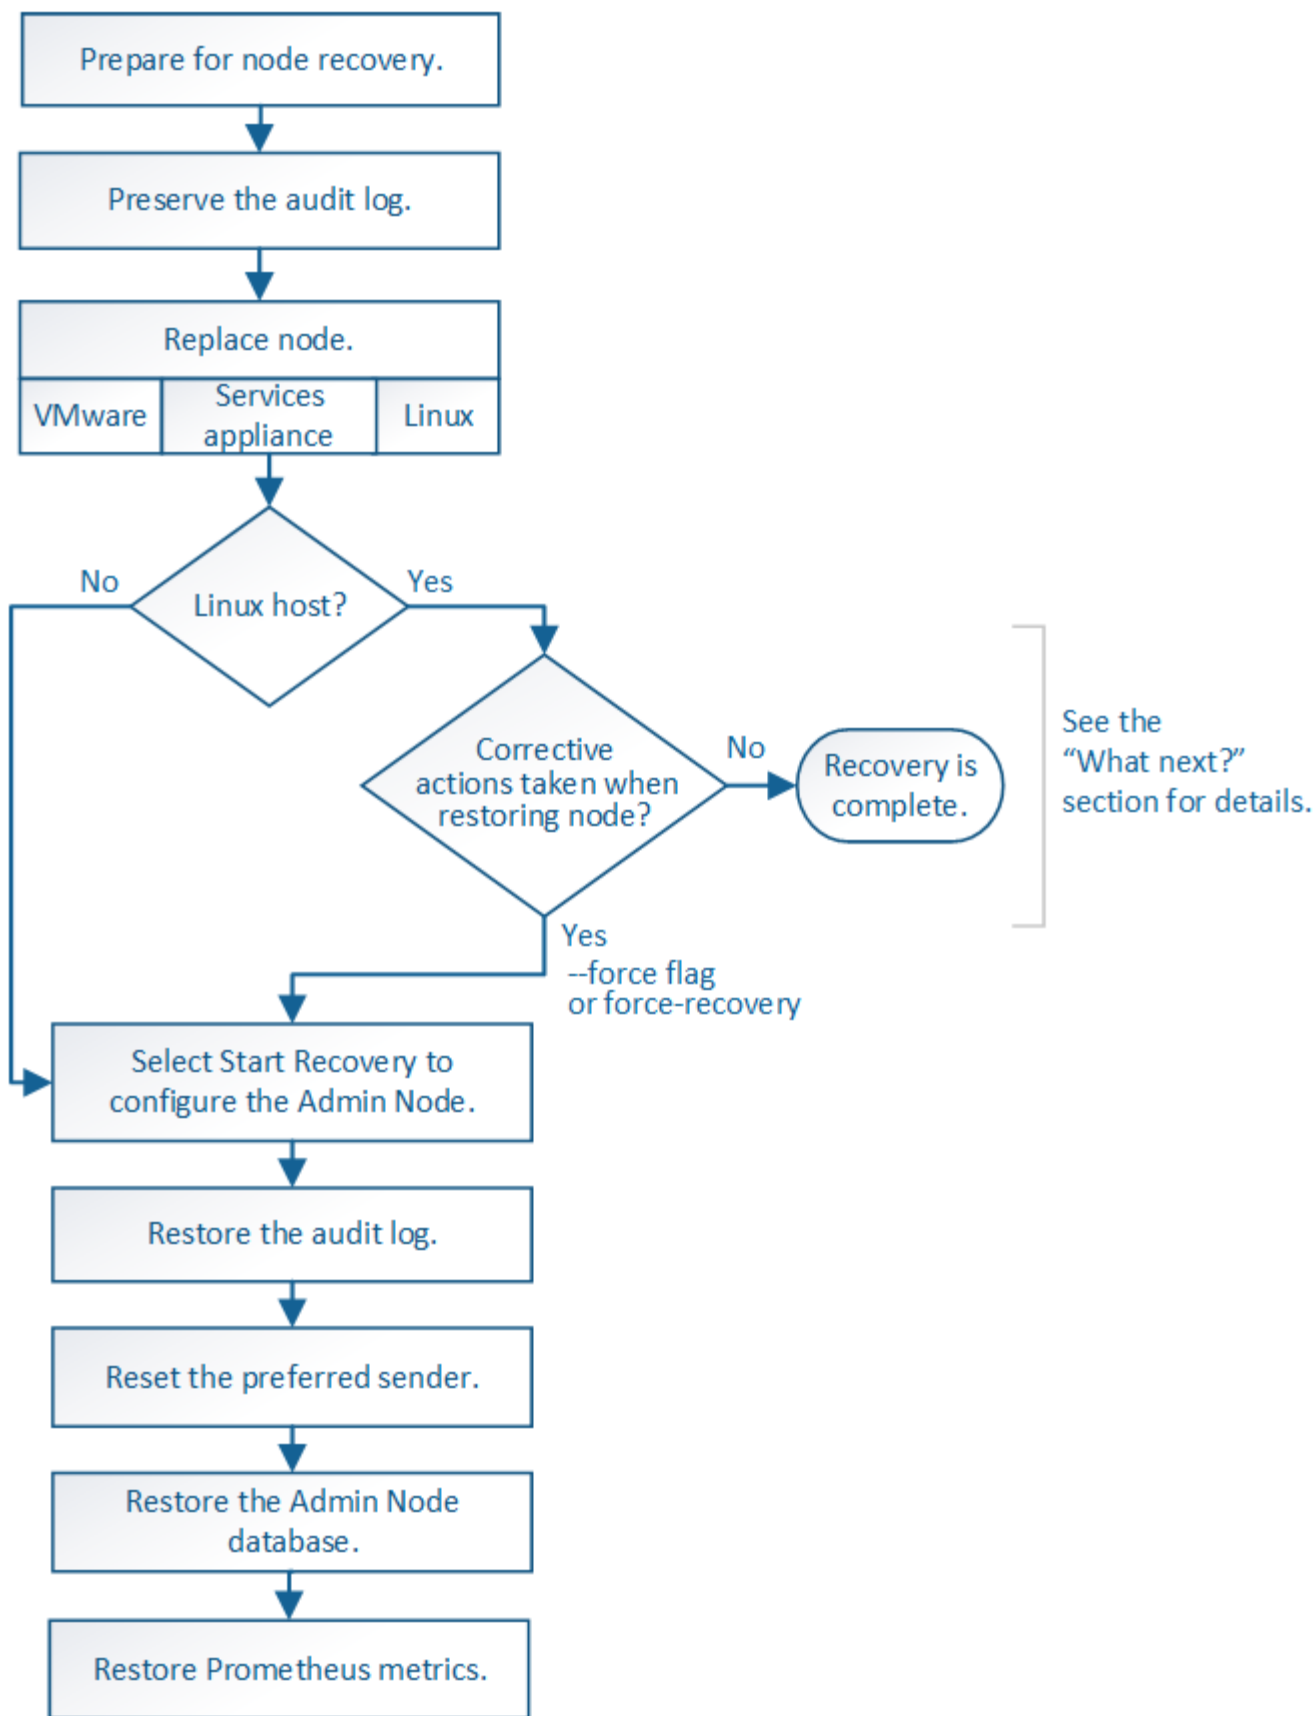 Prepare for node recovery.
Preserve the audit log.
Replace node.
VMware
Services
appliance
Linux
No
Yes
Linux host?
Corrective
actions taken when
restoring node?
No
Recovery is
complete.
See the
“What next?”
section for details.
Yes
--force flag
or force-recovery
Select Start Recovery to
configure the Admin Node.
Restore the audit log.
Reset the preferred sender.
Restore the Admin Node
database.
Restore Prometheus metrics.